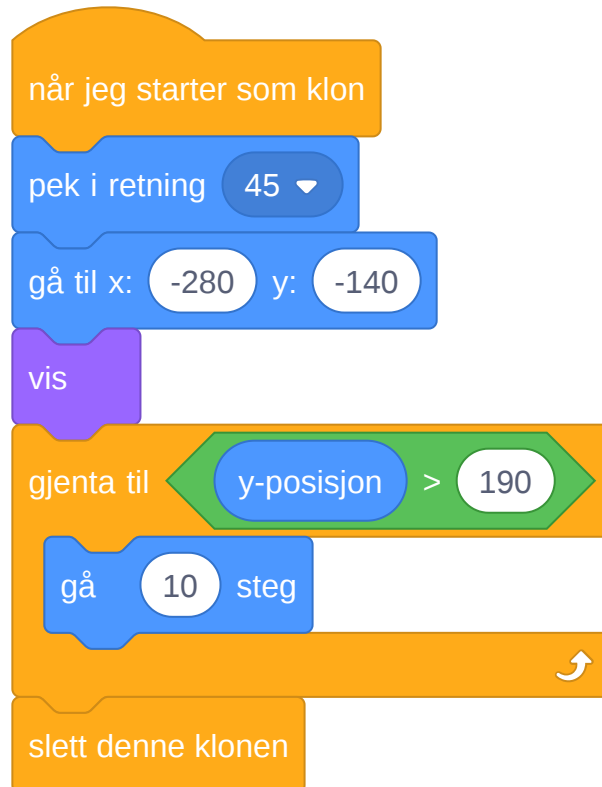 når jeg starter som klon
pek i retning 45
gå til x: -280 y: -140
vis
gjenta til y-posisjon > 190
gå 10 steg
slett denne klonen